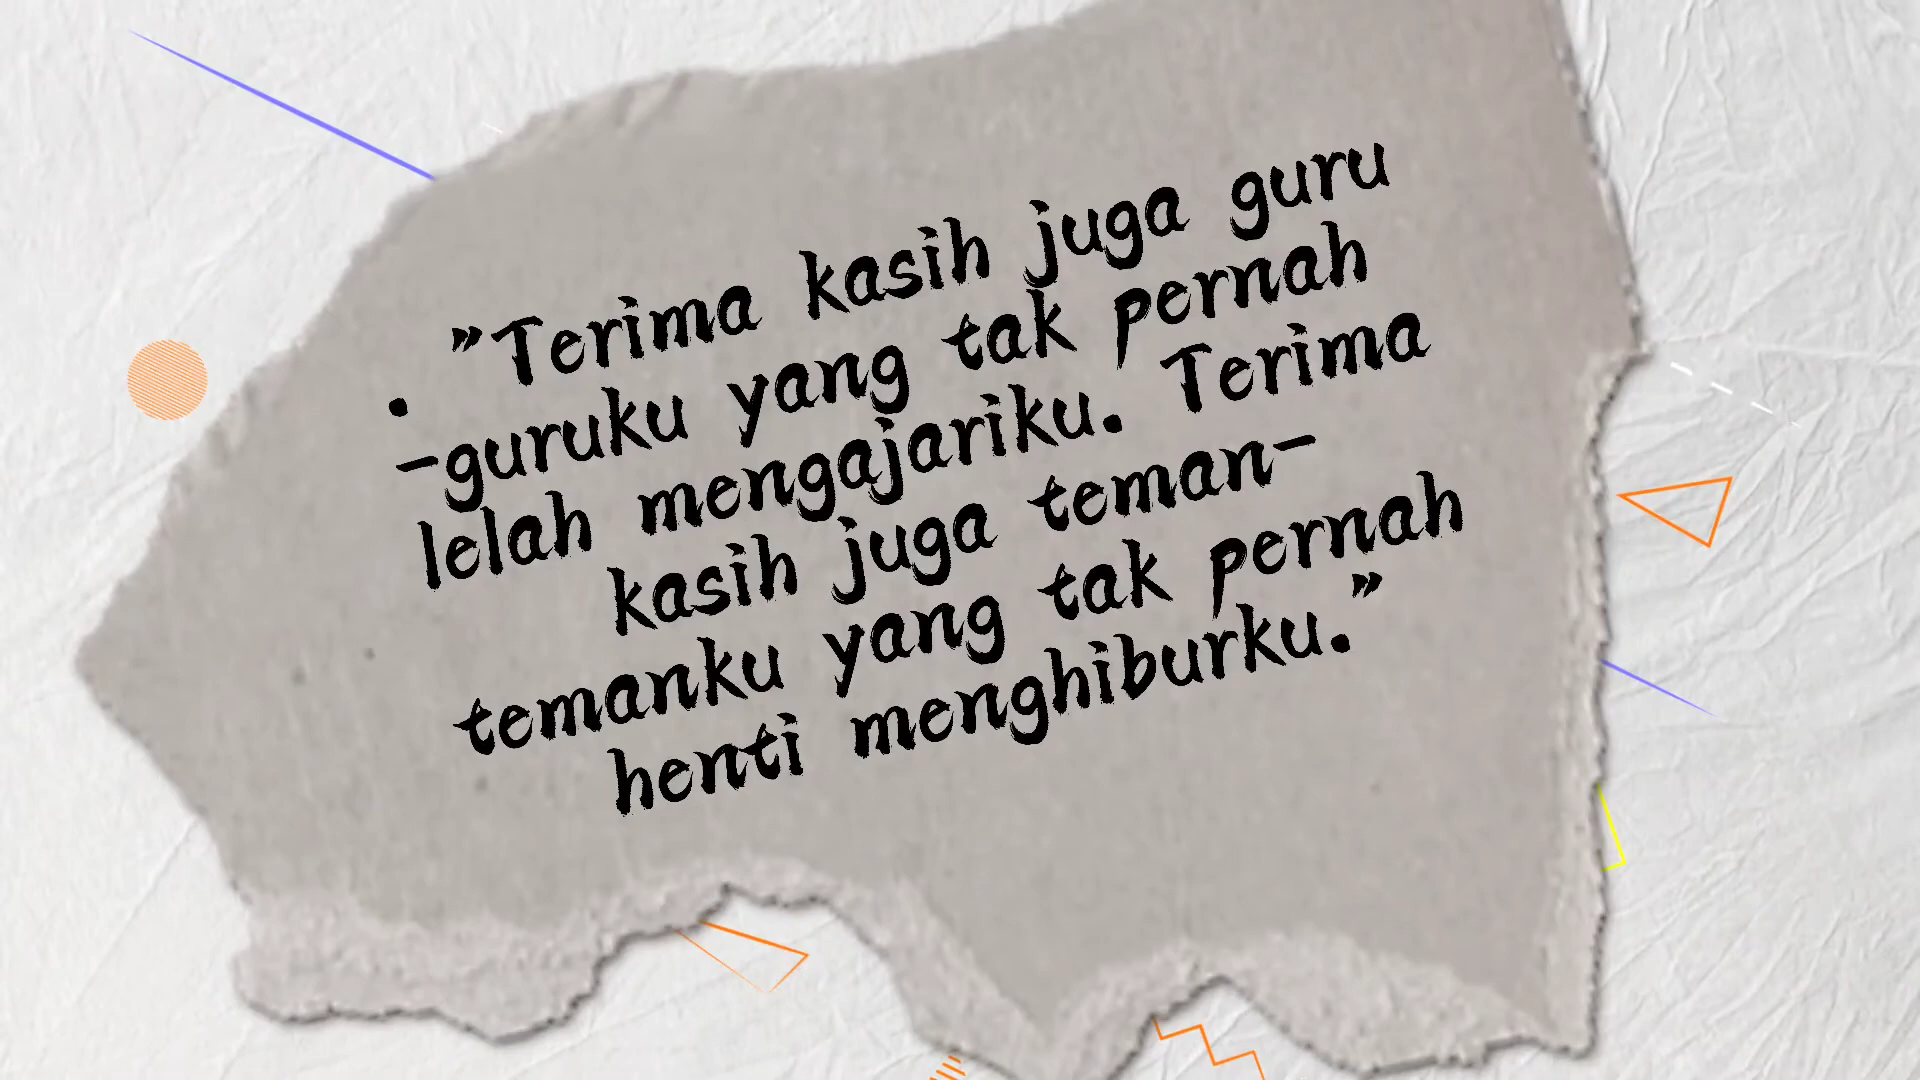 • "Terima kasih juga guru
-guruku yang tak pernah
lelah mengajariku. Terima
kasih juga teman-
temanku yang tak pernah
henti menghiburku."